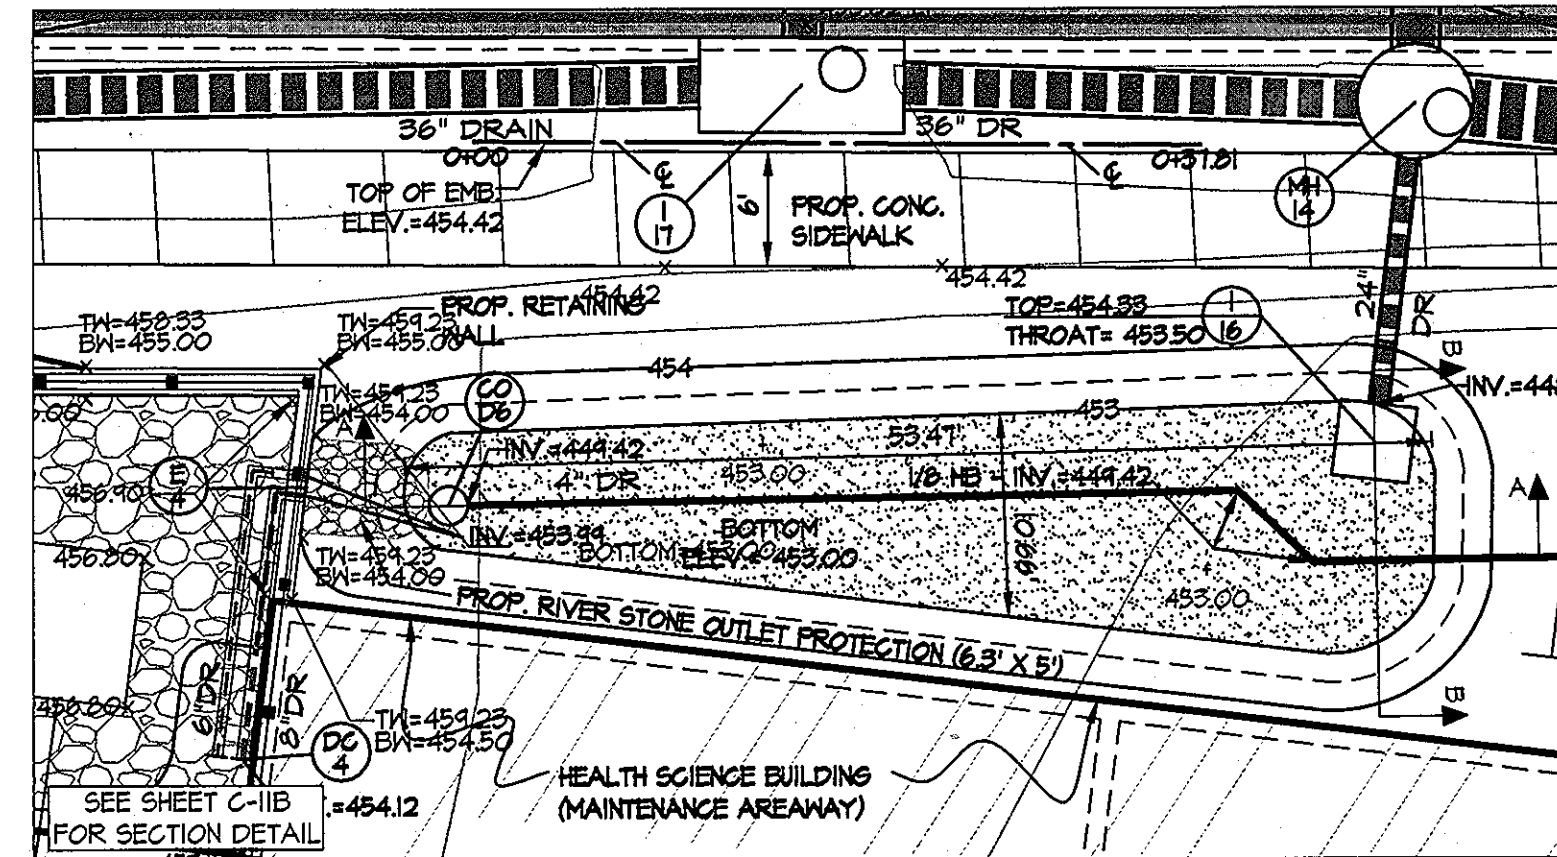 36" DRAIN
36" DR
0+00
0+37.81
℄
℄
TOP OF EMB.
ELEV.=454.42
1
17
6'
PROP. CONC.
SIDEWALK
MH
14
454.42
454.42
PROP. RETAINING
WALL
TOP=454.33
THROAT= 453.50
1
16
24"
DR
TW=458.33
BW=455.00
TW=459.23
BW=455.00
TW=459.23
BW=454.00
454
CO
D6
453
B
A
53.47
INV.=449.42
4" DR
453.00
1/8 HB - INV.=449.42
E
4
456.90
A
INV.=453.99
BOTTOM
ELEV.=453.00
10.66'
456.80
TW=459.23
BW=454.00
453.00
PROP. RIVER STONE OUTLET PROTECTION (6.3' X 5')
6"DR
8"DR
456.80
TW=459.23
BW=454.50
B
DC
4
HEALTH SCIENCE BUILDING
(MAINTENANCE AREAWAY)
SEE SHEET C-11B
FOR SECTION DETAIL
.=454.12